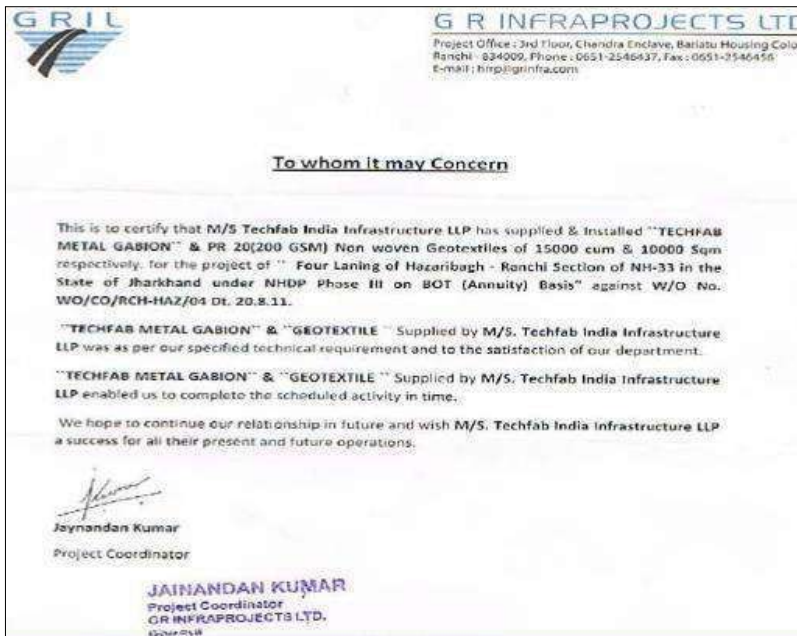 GRIL
G R INFRAPROJECTS LTD
Project Office : 3rd Floor, Chandra Enclave, Bariatu Housing Colo
Ranchi - 834009, Phone : 0651-2546437, Fax : 0651-2546456
To whom it may Concern
This is to certify that M/S Techfab India Infrastructure LLP has supplied & Installed ``TECHFAB
METAL GABION`` & PR 20(200 GSM) Non woven Geotextiles of 15000 cum & 10000 Sqm
respectively. for the project of `` Four Laning of Hazaribagh - Ranchi Section of NH-33 in the
State of Jharkhand under NHDP Phase III on BOT (Annuity) Basis" against W/O No.
WO/CO/RCH-HAZ/04 Dt. 20.8.11.
``TECHFAB METAL GABION`` & ``GEOTEXTILE `` Supplied by M/S. Techfab India Infrastructure
LLP was as per our specified technical requirement and to the satisfaction of our department.
``TECHFAB METAL GABION`` & ``GEOTEXTILE `` Supplied by M/S. Techfab India Infrastructure
LLP enabled us to complete the scheduled activity in time.
We hope to continue our relationship in future and wish M/S. Techfab India Infrastructure LLP
a success for all their present and future operations.
Jaynandan Kumar
Project Coordinator
JAINANDAN KUMAR
Project Coordinator
GR INFRAPROJECTS LTD.